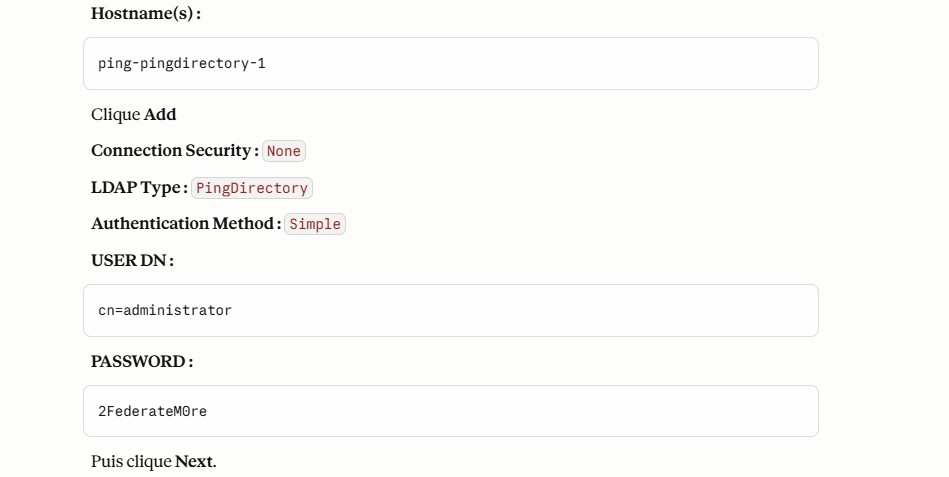 Hostname(s) :
ping-pingdirectory-1
Clique Add
Connection Security : None
LDAP Type : PingDirectory
Authentication Method : Simple
USER DN :
cn=administrator
PASSWORD :
2FederateM0re
Puis clique Next.